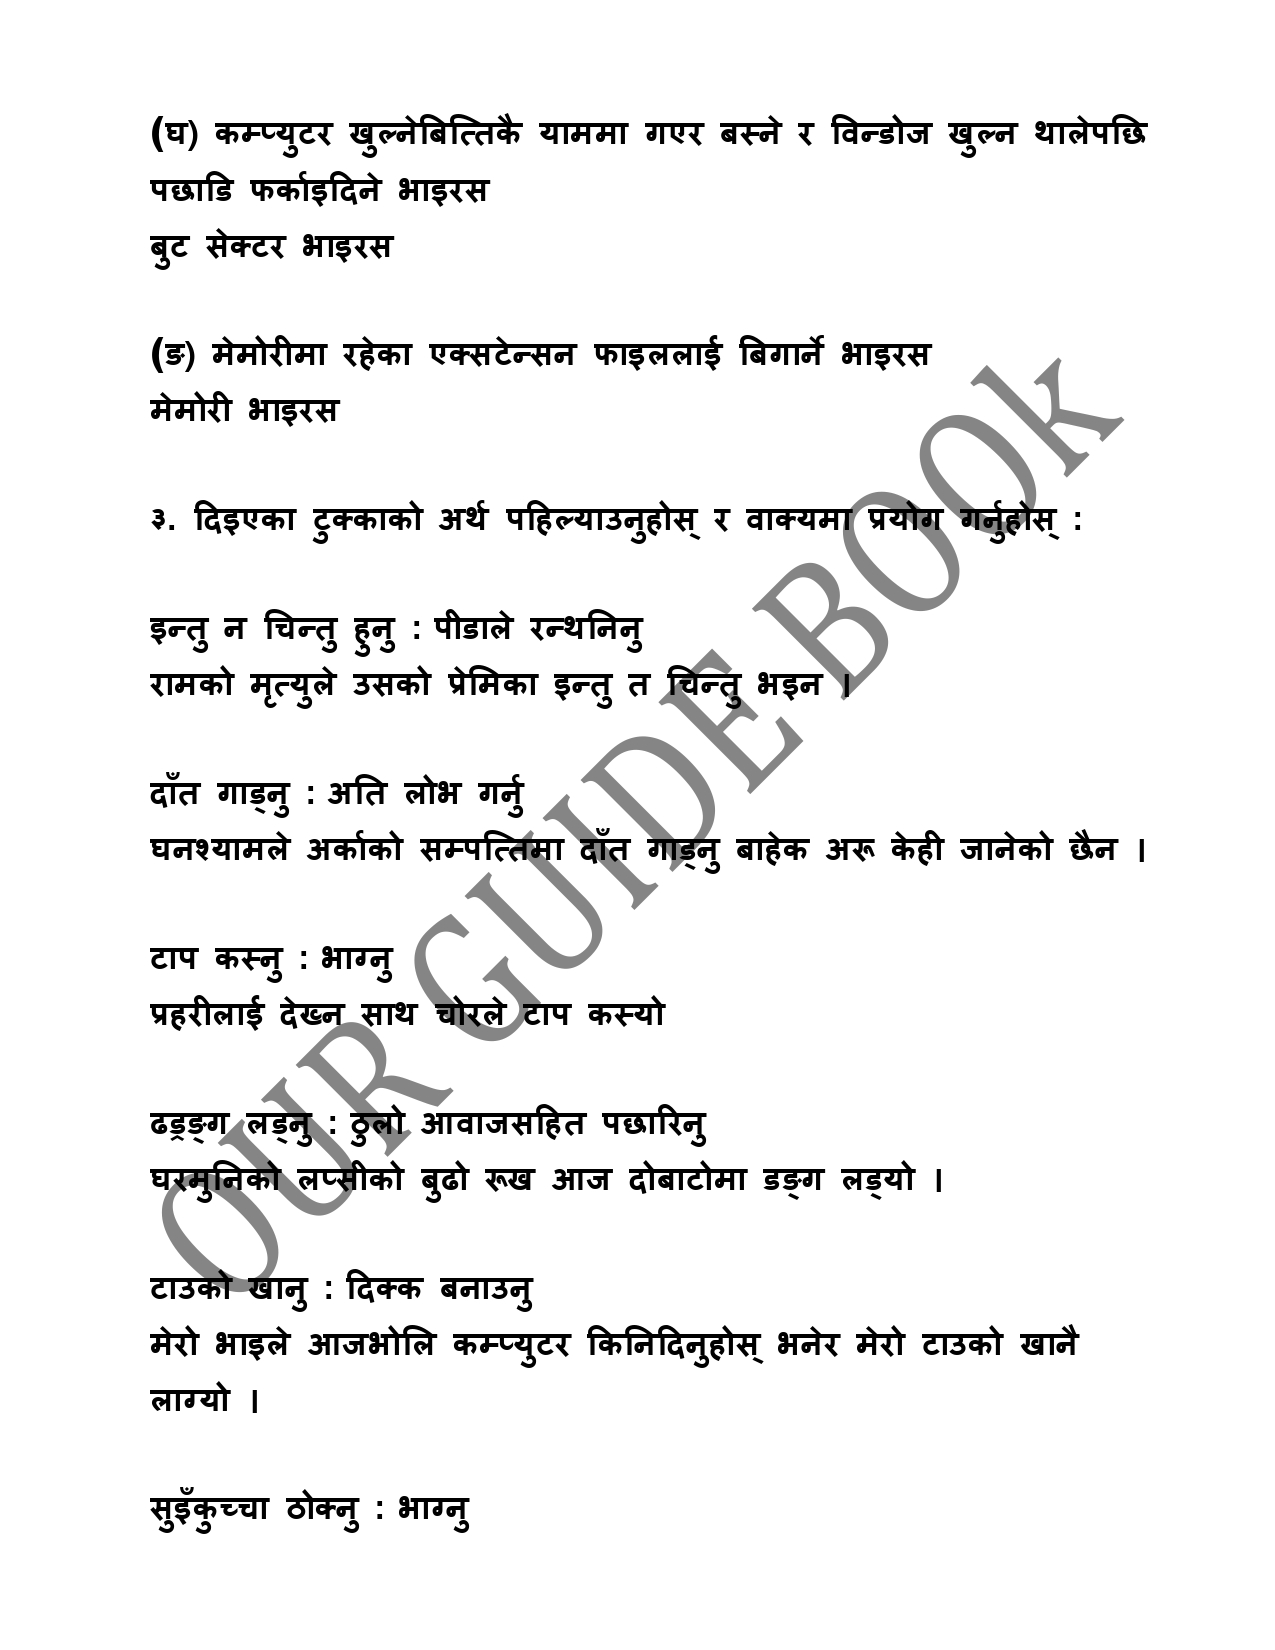 (घ) कम्प्युटर खुल्नेबित्तिकै याममा गएर बस्ने र विन्डोज खुल्न थालेपछि
पछाडि फर्काइदिने भाइरस
बुट सेक्टर भाइरस
(ङ) मेमोरीमा रहेका एक्सटेन्सन फाइललाई बिगार्ने भाइरस
मेमोरी भाइरस
३. दिइएका टुक्काको अर्थ पहिल्याउनुहोस् र वाक्यमा प्रयोग गर्नुहोस् :
इन्तु न चिन्तु हुनु : पीडाले रन्थनिनु
रामको मृत्युले उसको प्रेमिका इन्तु त चिन्तु भइन ।
दाँत गाड्नु : अति लोभ गर्नु
घनश्यामले अर्काको सम्पत्तिमा दाँत गाड्नु बाहेक अरू केही जानेको छैन ।
टाप कस्नु : भाग्नु
प्रहरीलाई देख्न साथ चोरले टाप कस्यो
ढड्रङ्ग लड्नु : ठुलो आवाजसहित पछारिनु
घरमुनिको लप्सीको बुढो रूख आज दोबाटोमा डङ्ग लड्यो ।
टाउको खानु : दिक्क बनाउनु
मेरो भाइले आजभोलि कम्प्युटर किनिदिनुहोस् भनेर मेरो टाउको खानै
लाग्यो ।
सुइँकुच्चा ठोक्नु : भाग्नु
OUR GUIDE BOOk